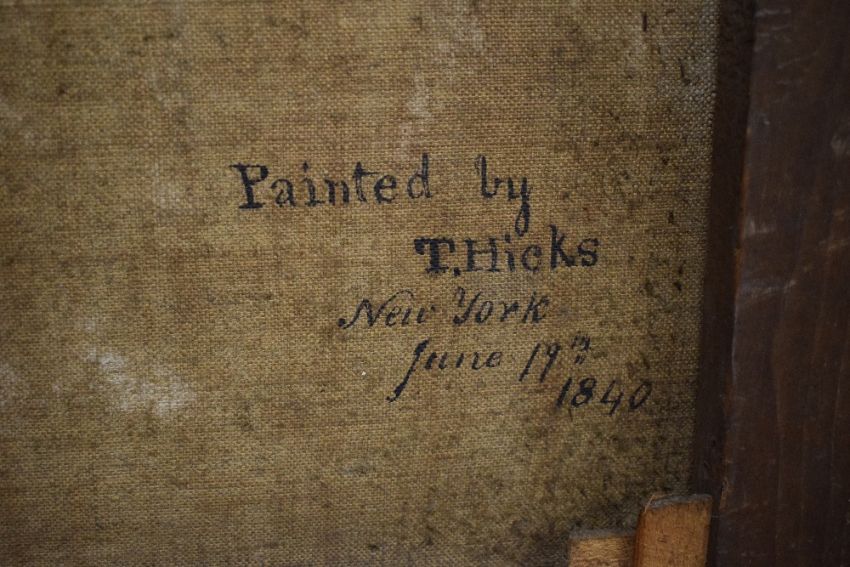 Painted by
T. Hicks
New York
June 19th
1840